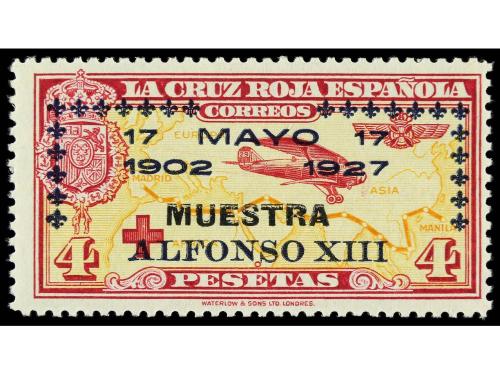 LA CRUZ ROJA ESPAÑOLA
CORREOS
17 MAYO 17
EUROPE
1902 1927
MADRID
ASIA
MUESTRA
MANILA
4 ALFONSO XIII 4
PESETAS
WATERLOW & SONS LTD. LONDRES.